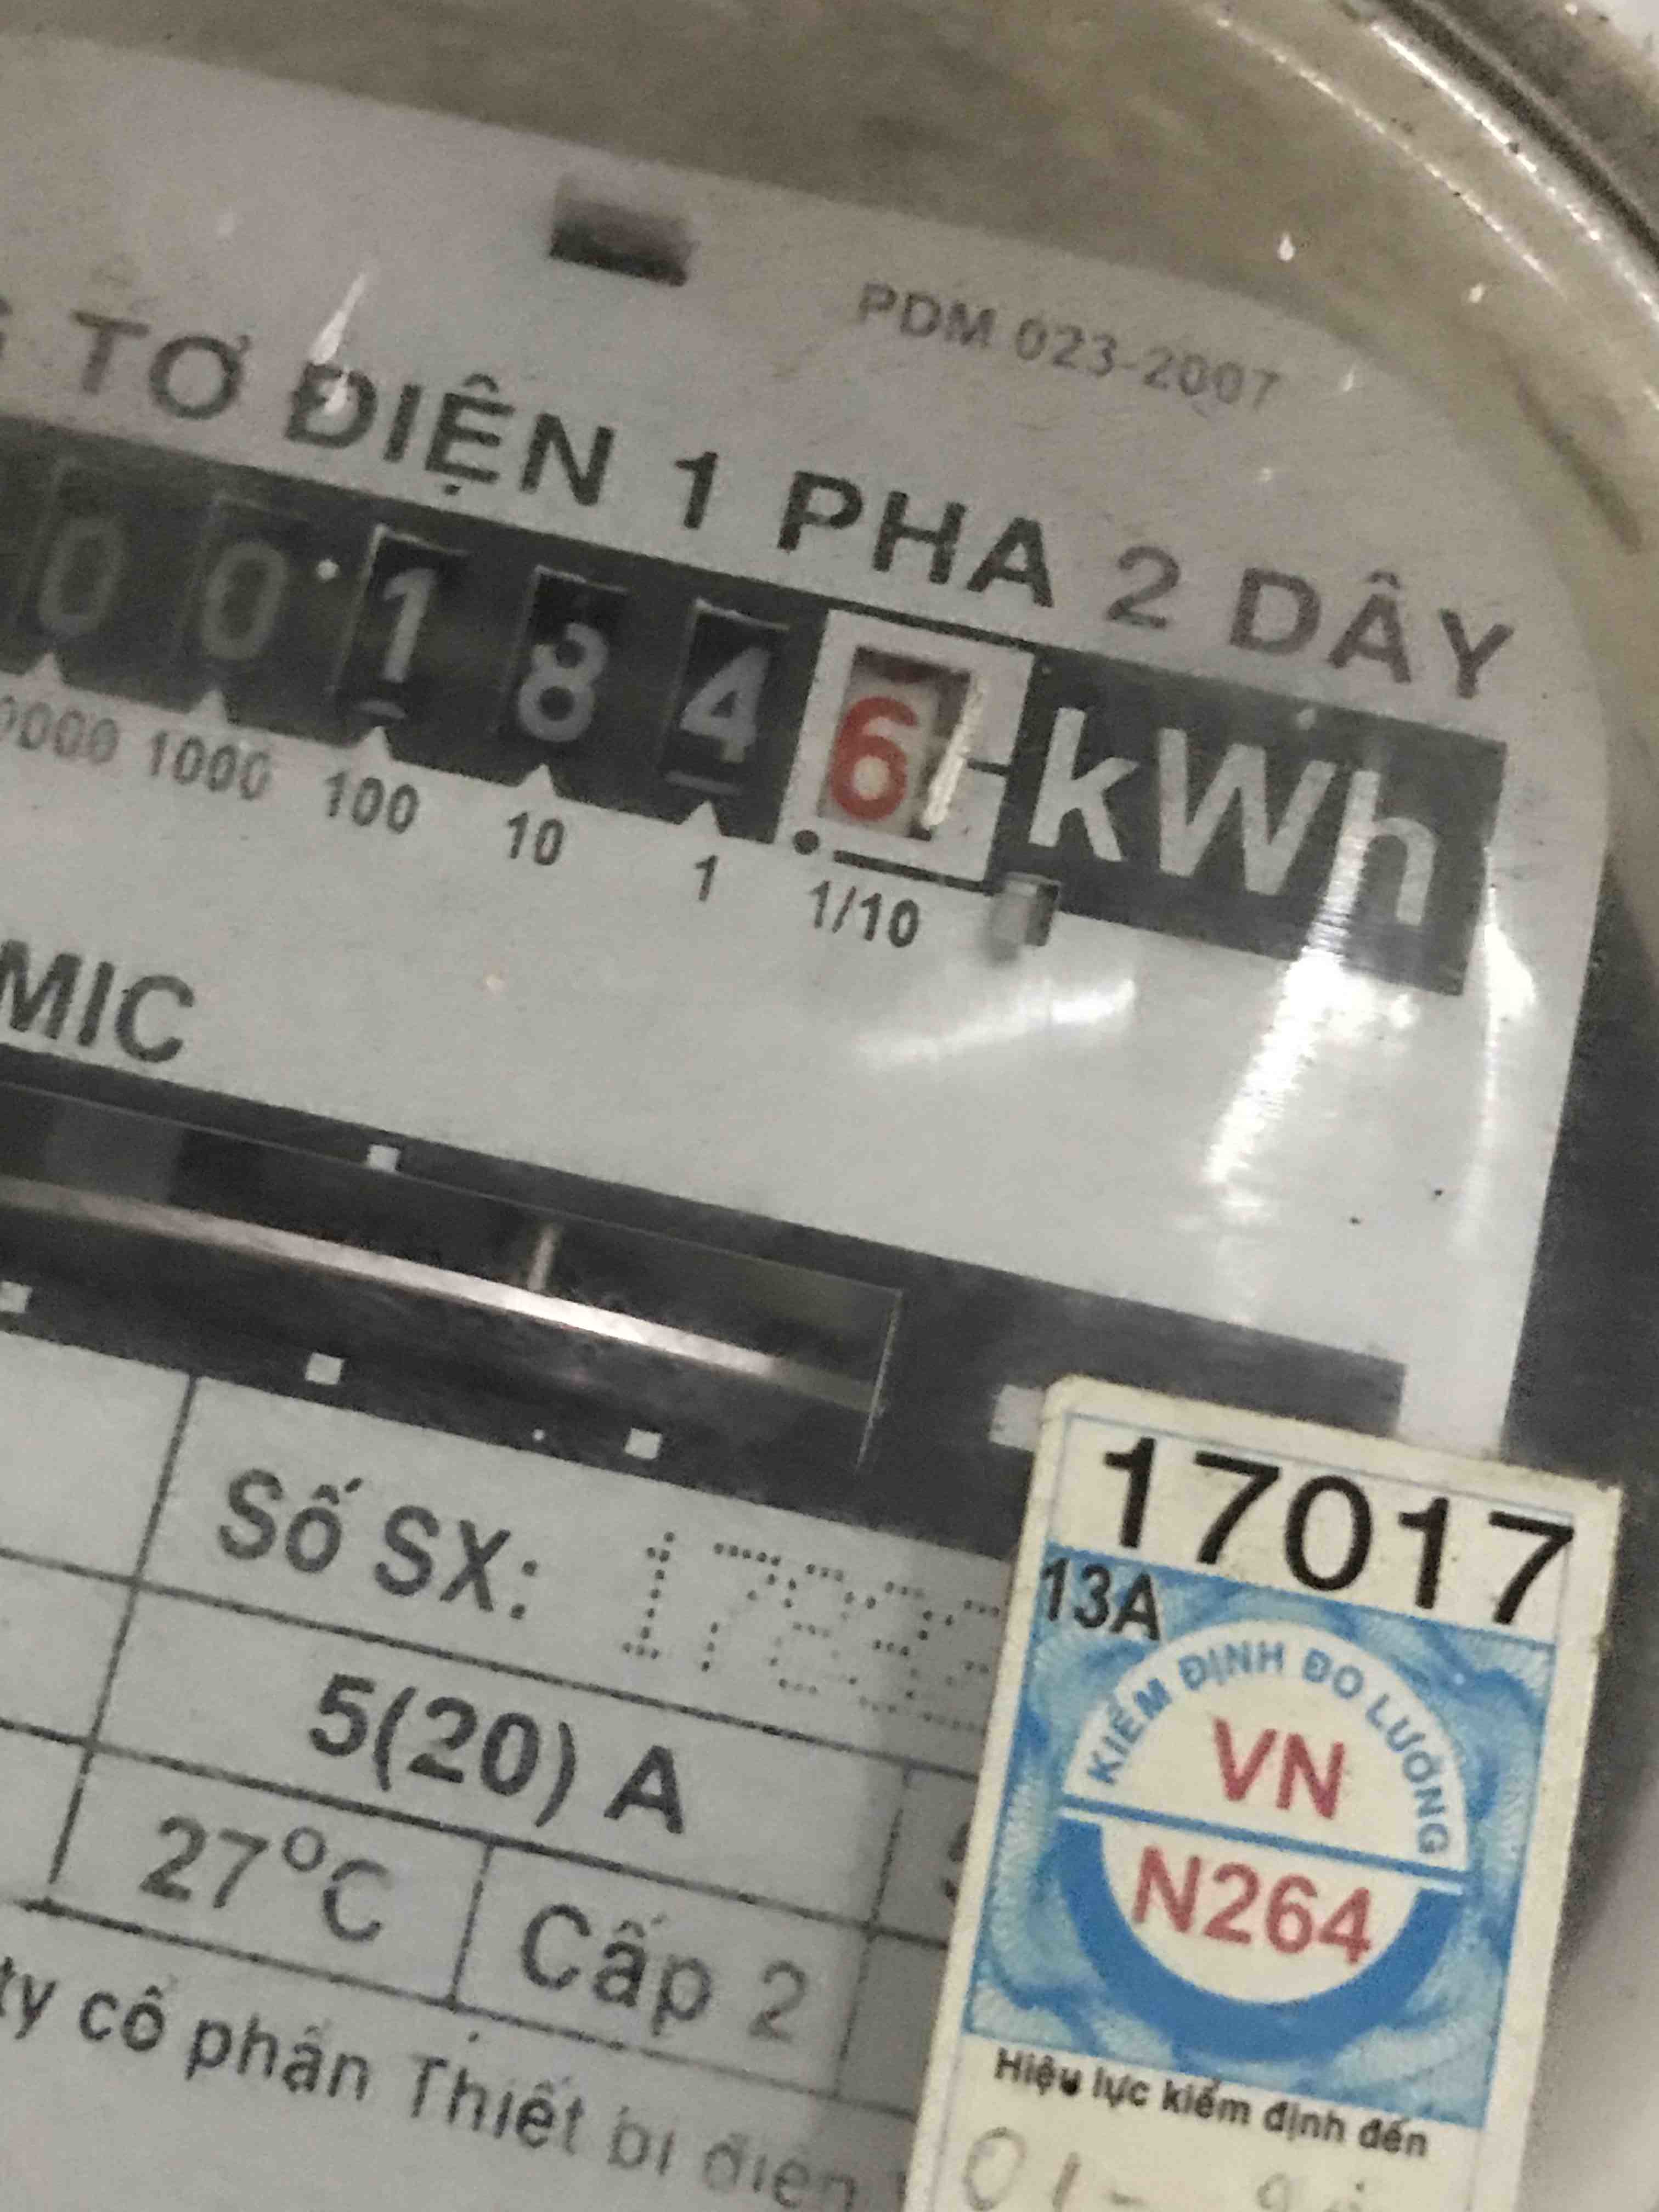 PDM 023-2007
TƠ ĐIỆN 1 PHA 2 DÂY
0 0 1 8 4 6 kWh
1000 100 10 1 1/10
MIC
Số SX:
17017
13A
KIỂM ĐỊNH ĐO LƯỜNG
VN
N264
5(20) A
27°C Cấp 2
ty cổ phần Thiết bị điện
Hiệu lực kiểm định đến